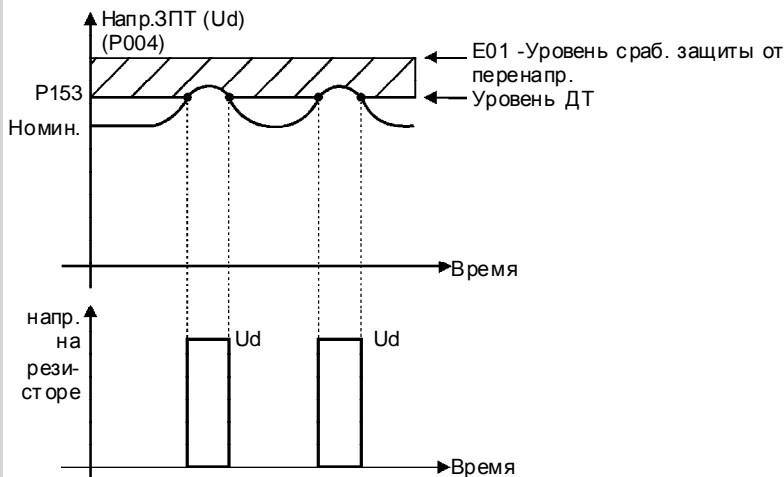 Напр.ЗПТ (Ud)
(P004)
E01 -Уровень сраб. защиты от
перенапр.
P153
Уровень ДТ
Номин.
Время
напр.
на
рези-
сторе
Ud
Ud
Время